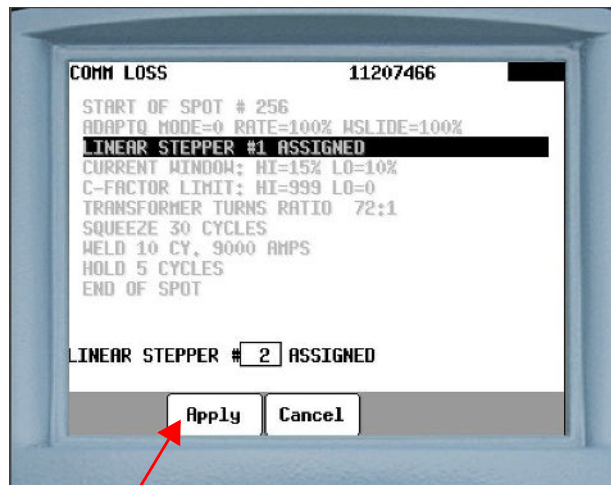 COMM LOSS 11207466
START OF SPOT # 256
ADAPTQ MODE=0 RATE=100% WSLIDE=100%
LINEAR STEPPER #1 ASSIGNED
CURRENT WINDOW: HI=15% LO=10%
C-FACTOR LIMIT: HI=999 LO=0
TRANSFORMER TURNS RATIO 72:1
SQUEEZE 30 CYCLES
WELD 10 CY, 9000 AMPS
HOLD 5 CYCLES
END OF SPOT
LINEAR STEPPER # 2 ASSIGNED
Apply Cancel